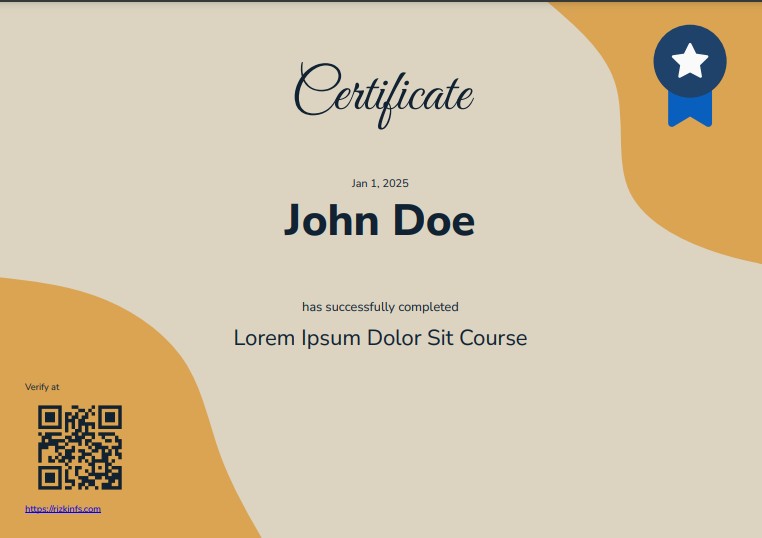 Certificate
Jan 1, 2025
John Doe
has successfully completed
Lorem Ipsum Dolor Sit Course
Verify at
https://rizkinfs.com